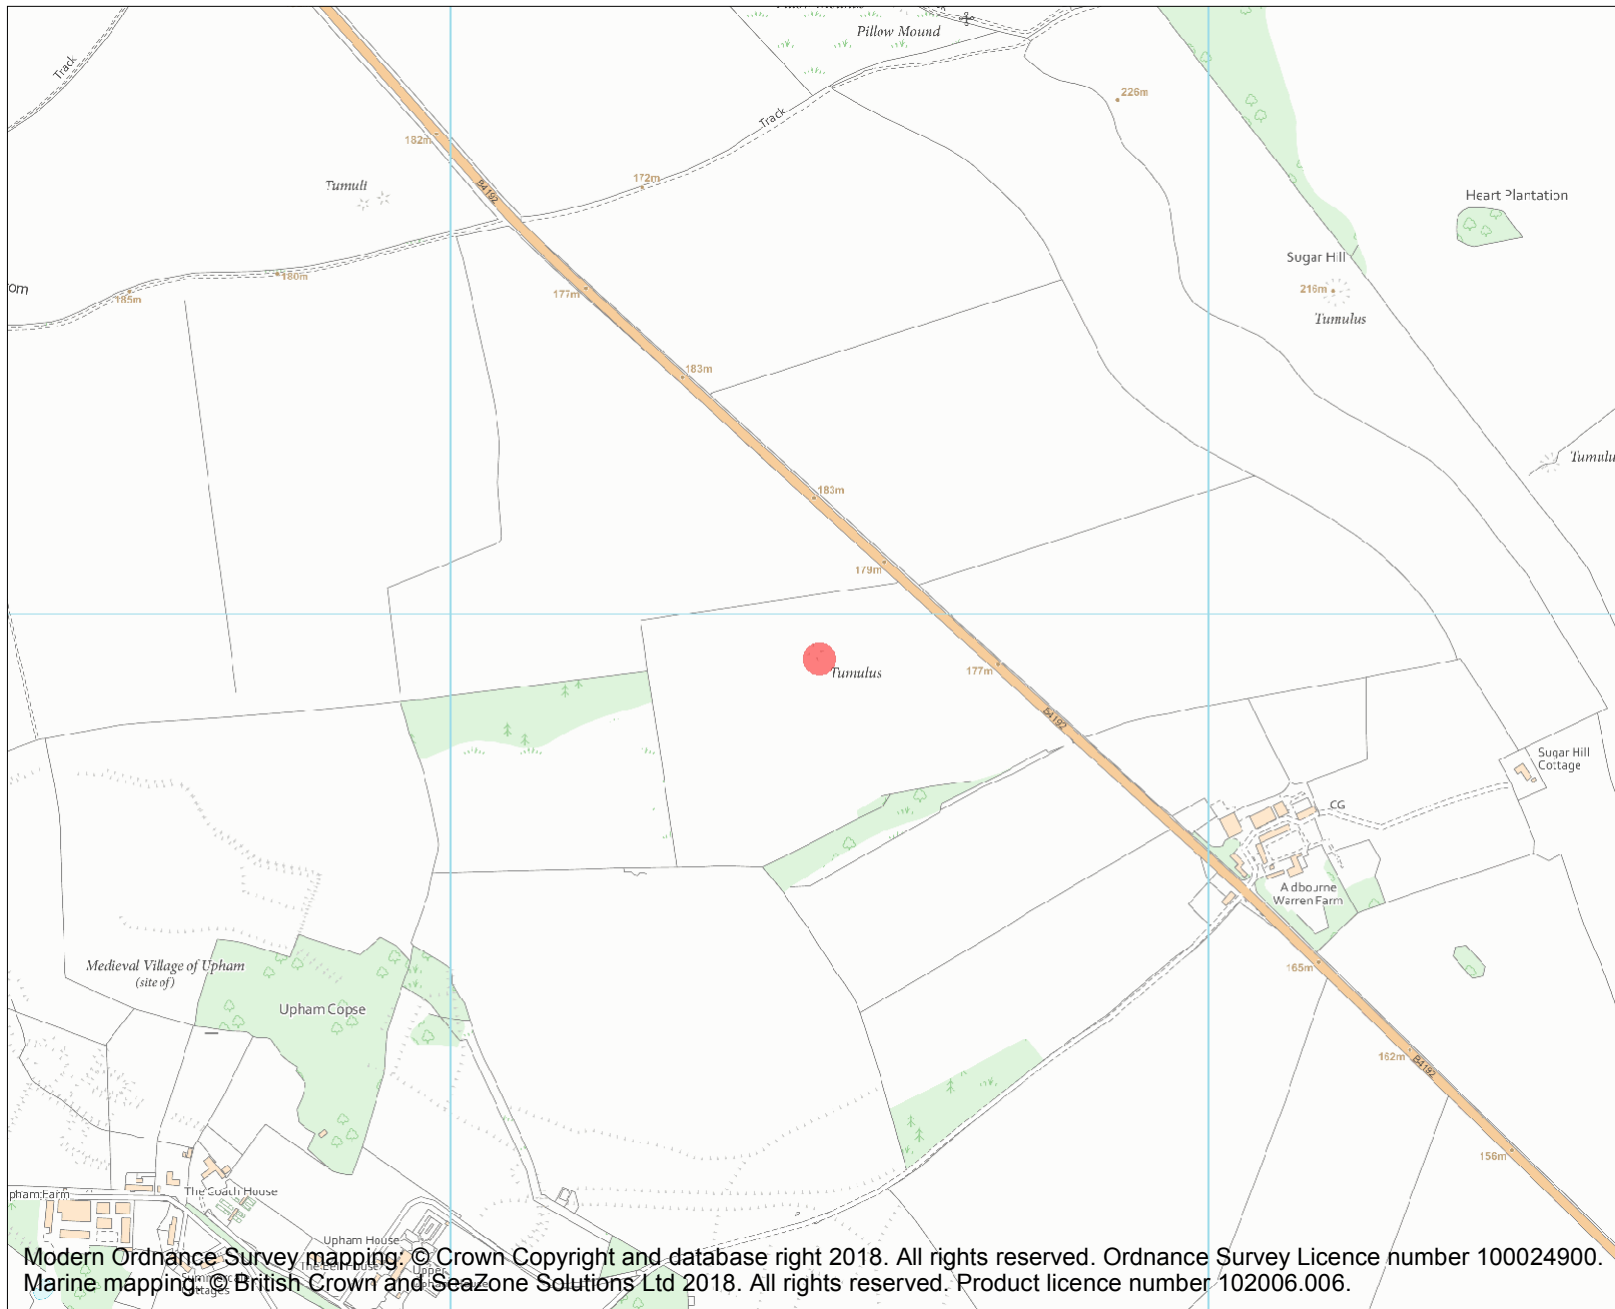 Pillow Mound
Track
226m
Track
182m
172m
Tumuli
B4192
Heart Plantation
Sugar Hill
180m
185m
177m
216m
Tumulus
183m
183m
179m
Tumulus
177m
B4192
Sugar Hill
Cottage
CG
Aldbourne
Warren Farm
Medieval Village of Upham
(site of)
165m
Upham Copse
162m
B4192
156m
pham Farm
The Coach House
Upham House
Modern Ordnance Survey mapping: © Crown Copyright and database right 2018. All rights reserved. Ordnance Survey Licence number 100024900.
Marine mapping: © British Crown and SeaZone Solutions Ltd 2018. All rights reserved. Product licence number 102006.006.